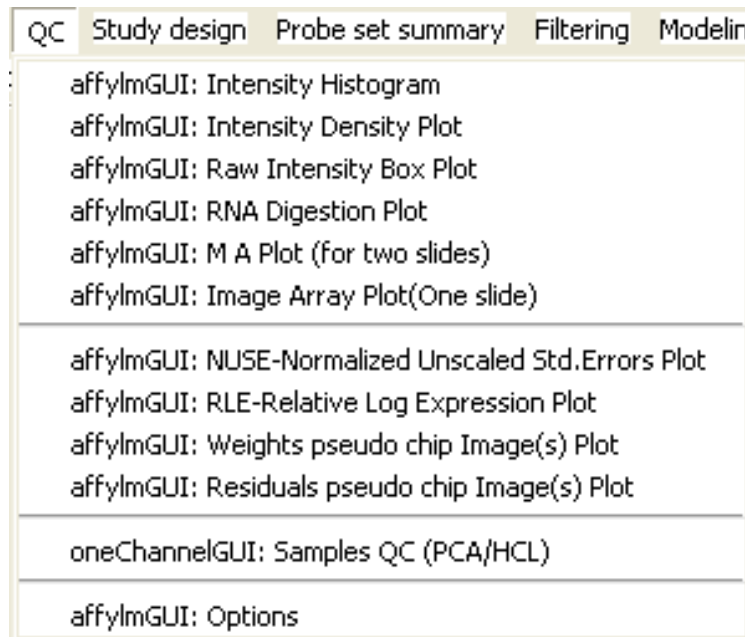 QC Study design Probe set summary Filtering
affylmGUI: Intensity Histogram
affylmGUI: Intensity Density Plot
affylmGUI: Raw Intensity Box Plot
affylmGUI: RNA Digestion Plot
affylmGUI: M A Plot (for two slides)
affylmGUI: Image Array Plot(One slide)
affylmGUI: NUSE-Normalized Unscaled Std.Errors Plot
affylmGUI: RLE-Relative Log Expression Plot
affylmGUI: Weights pseudo chip Image(s) Plot
affylmGUI: Residuals pseudo chip Image(s) Plot
oneChannelGUI: Samples QC (PCA/HCL)
affylmGUI: Options